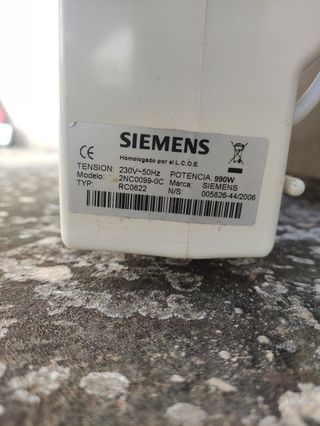 SIEMENS
Homologado por el L.C.O.E.
CE
TENSION: 230V~50Hz POTENCIA 990W
Modelo: 2NC0099-0C Marca: SIEMENS
TYP: RC0822 N/S: 005826-44/2006